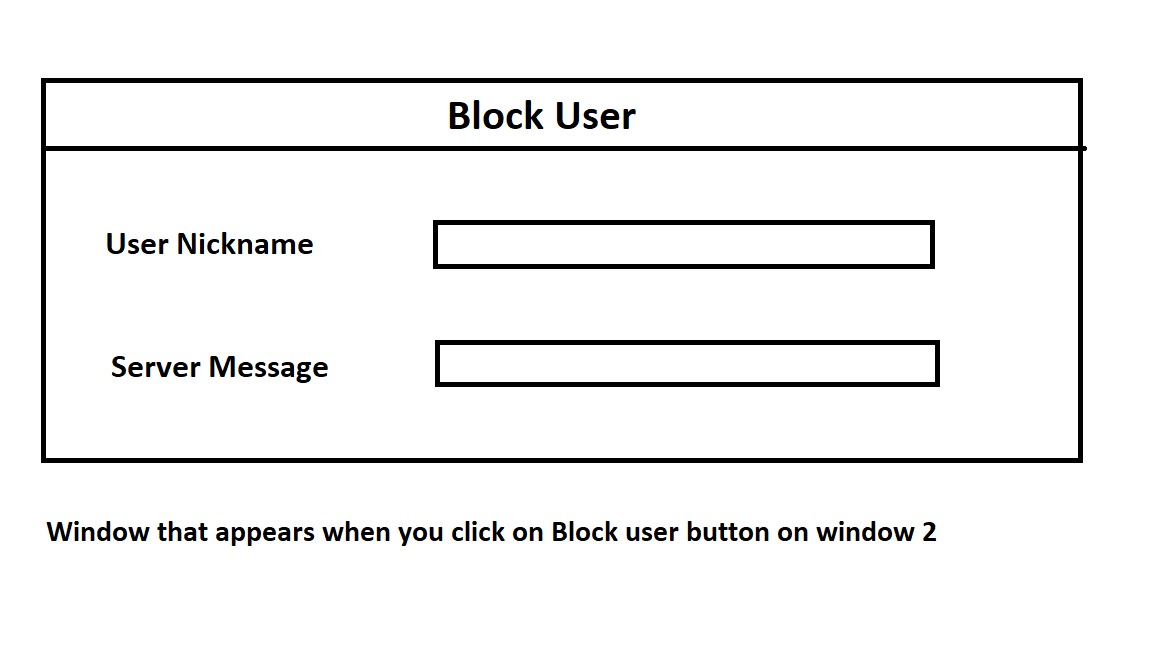 Block User
User Nickname
Server Message
Window that appears when you click on Block user button on window 2